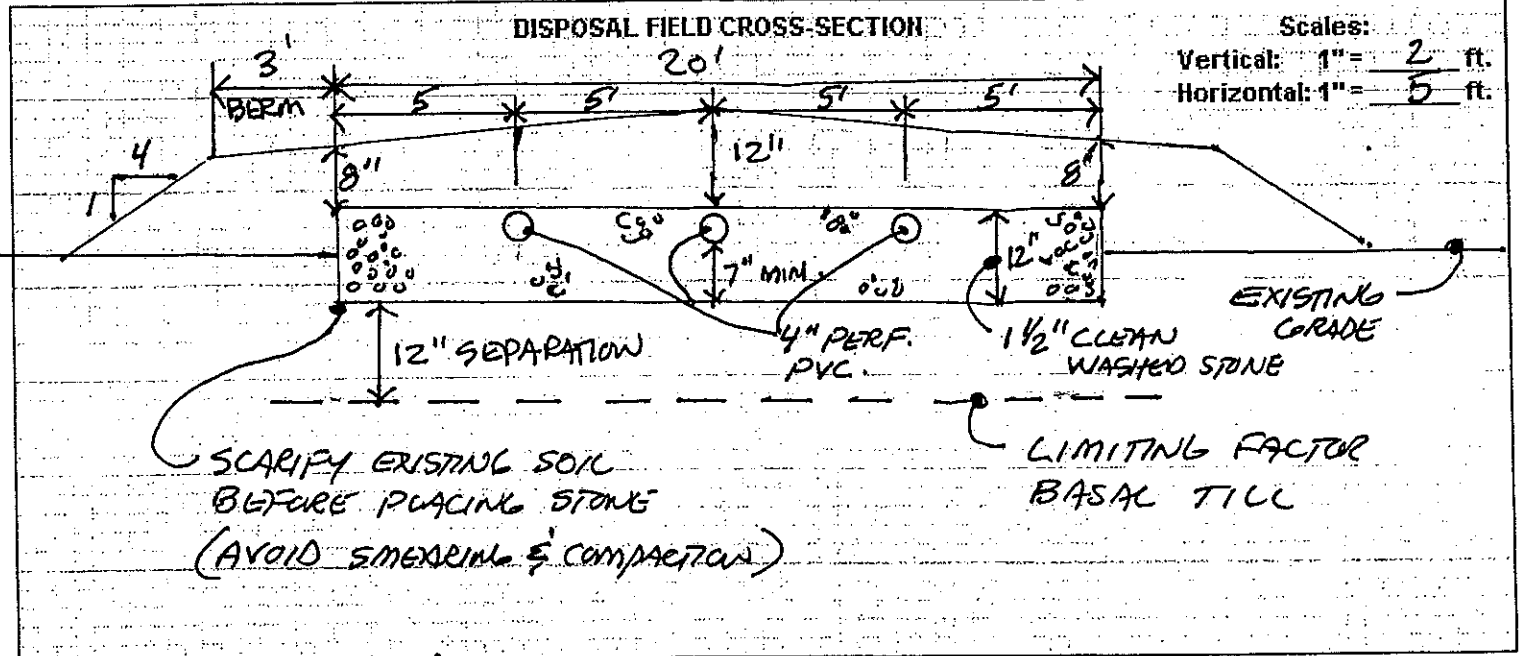 DISPOSAL FIELD CROSS-SECTION
Scales:
Vertical: 1" = 2 ft.
Horizontal: 1" = 5 ft.
3'
20'
BERM
5' 5' 5' 5'
4
1
8"
12"
8"
7" MIN.
12"
EXISTING
GRADE
12" SEPARATION
4" PERF.
PVC.
1 1/2" CLEAN
WASHED STONE
SCARIFY EXISTING SOIL
BEFORE PLACING STONE
(AVOID SMEARING & COMPACTION)
LIMITING FACTOR
BASAL TILL